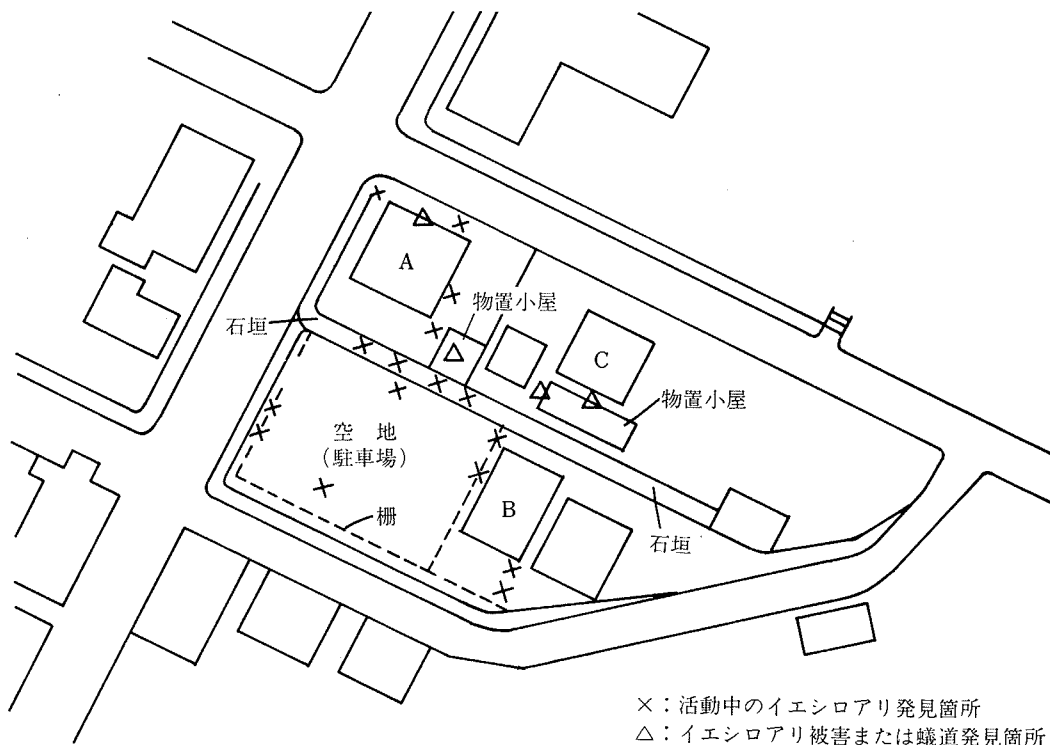 A
物置小屋
石垣
C
物置小屋
空地
(駐車場)
B
柵
石垣
×：活動中のイエシロアリ発見箇所
△：イエシロアリ被害または蟻道発見箇所